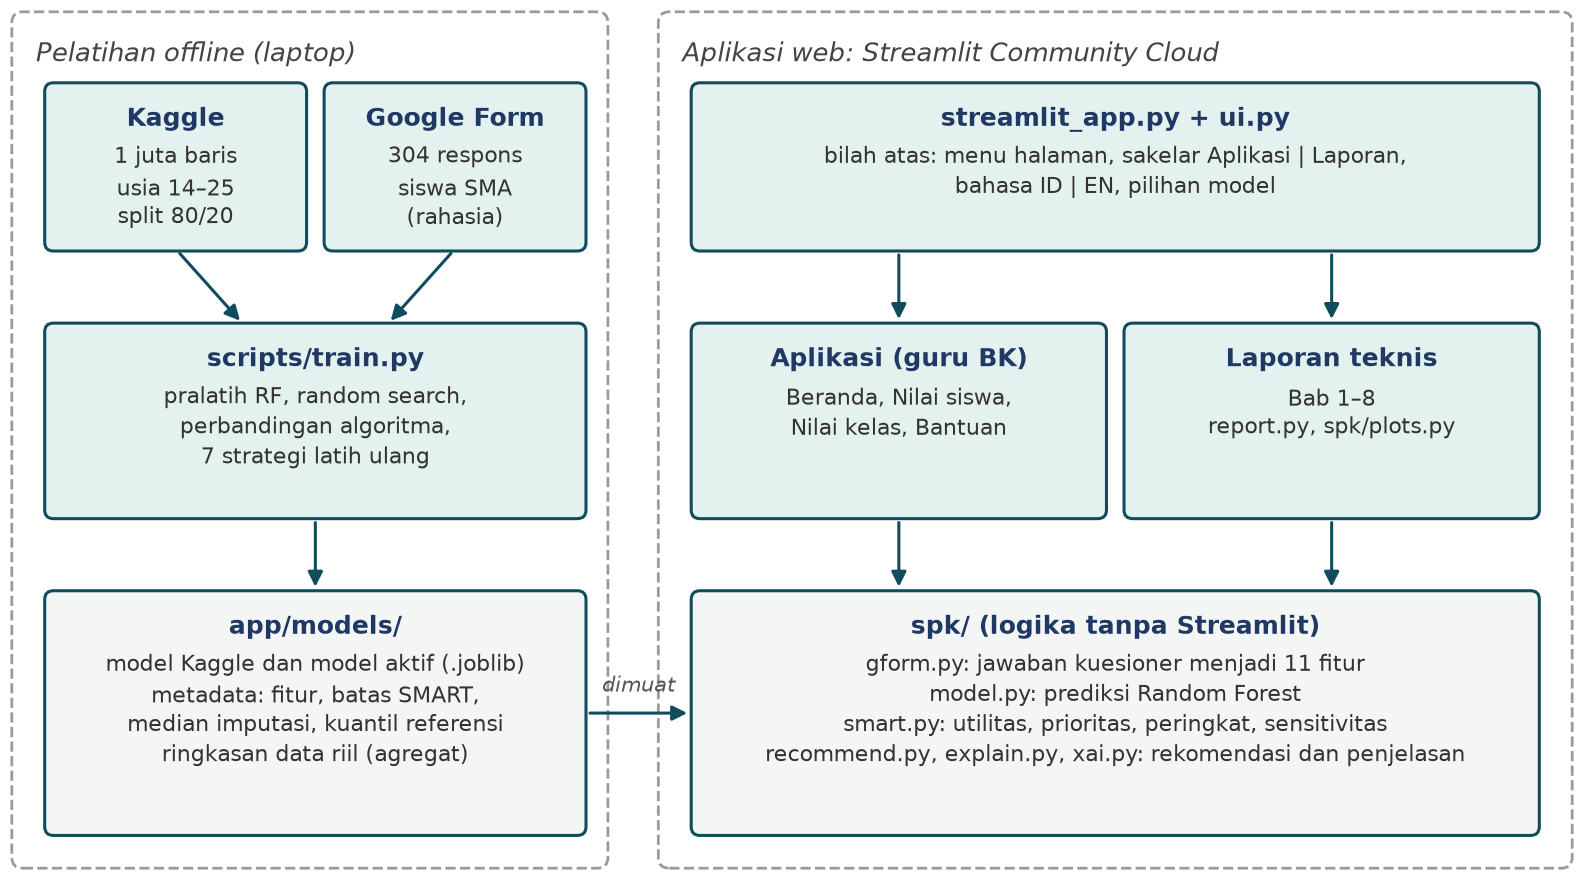 Pelatihan offline (laptop)
Kaggle
1 juta baris
usia 14–25
split 80/20
Google Form
304 respons
siswa SMA
(rahasia)
scripts/train.py
pralatih RF, random search,
perbandingan algoritma,
7 strategi latih ulang
app/models/
model Kaggle dan model aktif (.joblib)
metadata: fitur, batas SMART,
median imputasi, kuantil referensi
ringkasan data riil (agregat)
dimuat
Aplikasi web: Streamlit Community Cloud
streamlit_app.py + ui.py
bilah atas: menu halaman, sakelar Aplikasi | Laporan,
bahasa ID | EN, pilihan model
Aplikasi (guru BK)
Beranda, Nilai siswa,
Nilai kelas, Bantuan
Laporan teknis
Bab 1–8
report.py, spk/plots.py
spk/ (logika tanpa Streamlit)
gform.py: jawaban kuesioner menjadi 11 fitur
model.py: prediksi Random Forest
smart.py: utilitas, prioritas, peringkat, sensitivitas
recommend.py, explain.py, xai.py: rekomendasi dan penjelasan